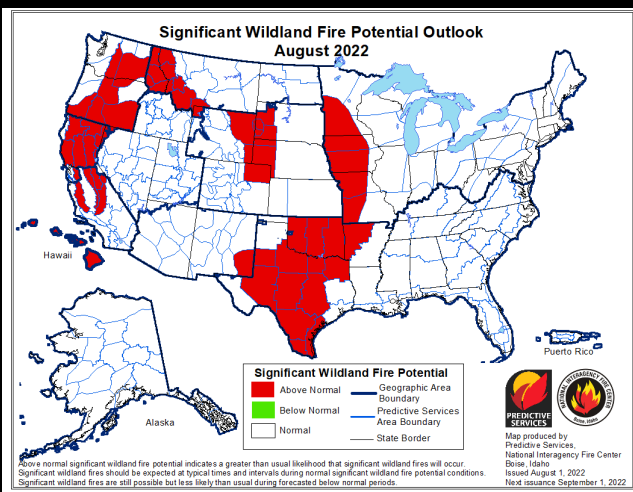 Significant Wildland Fire Potential Outlook
August 2022
Hawaii
Alaska
Puerto Rico
Significant Wildland Fire Potential
Above Normal
Below Normal
Normal
Geographic Area
Boundary
Predictive Services
Area Boundary
State Border
PREDICTIVE
SERVICES
NATIONAL INTERAGENCY FIRE CENTER
Boise, Idaho
Map produced by
Predictive Services,
National Interagency Fire Center
Boise, Idaho
Issued August 1, 2022
Next issuance September 1, 2022
Above normal significant wildland fire potential indicates a greater than usual likelihood that significant wildland fires will occur.
Significant wildland fires should be expected at typical times and intervals during normal significant wildland fire potential conditions.
Significant wildland fires are still possible but less likely than usual during forecasted below normal periods.